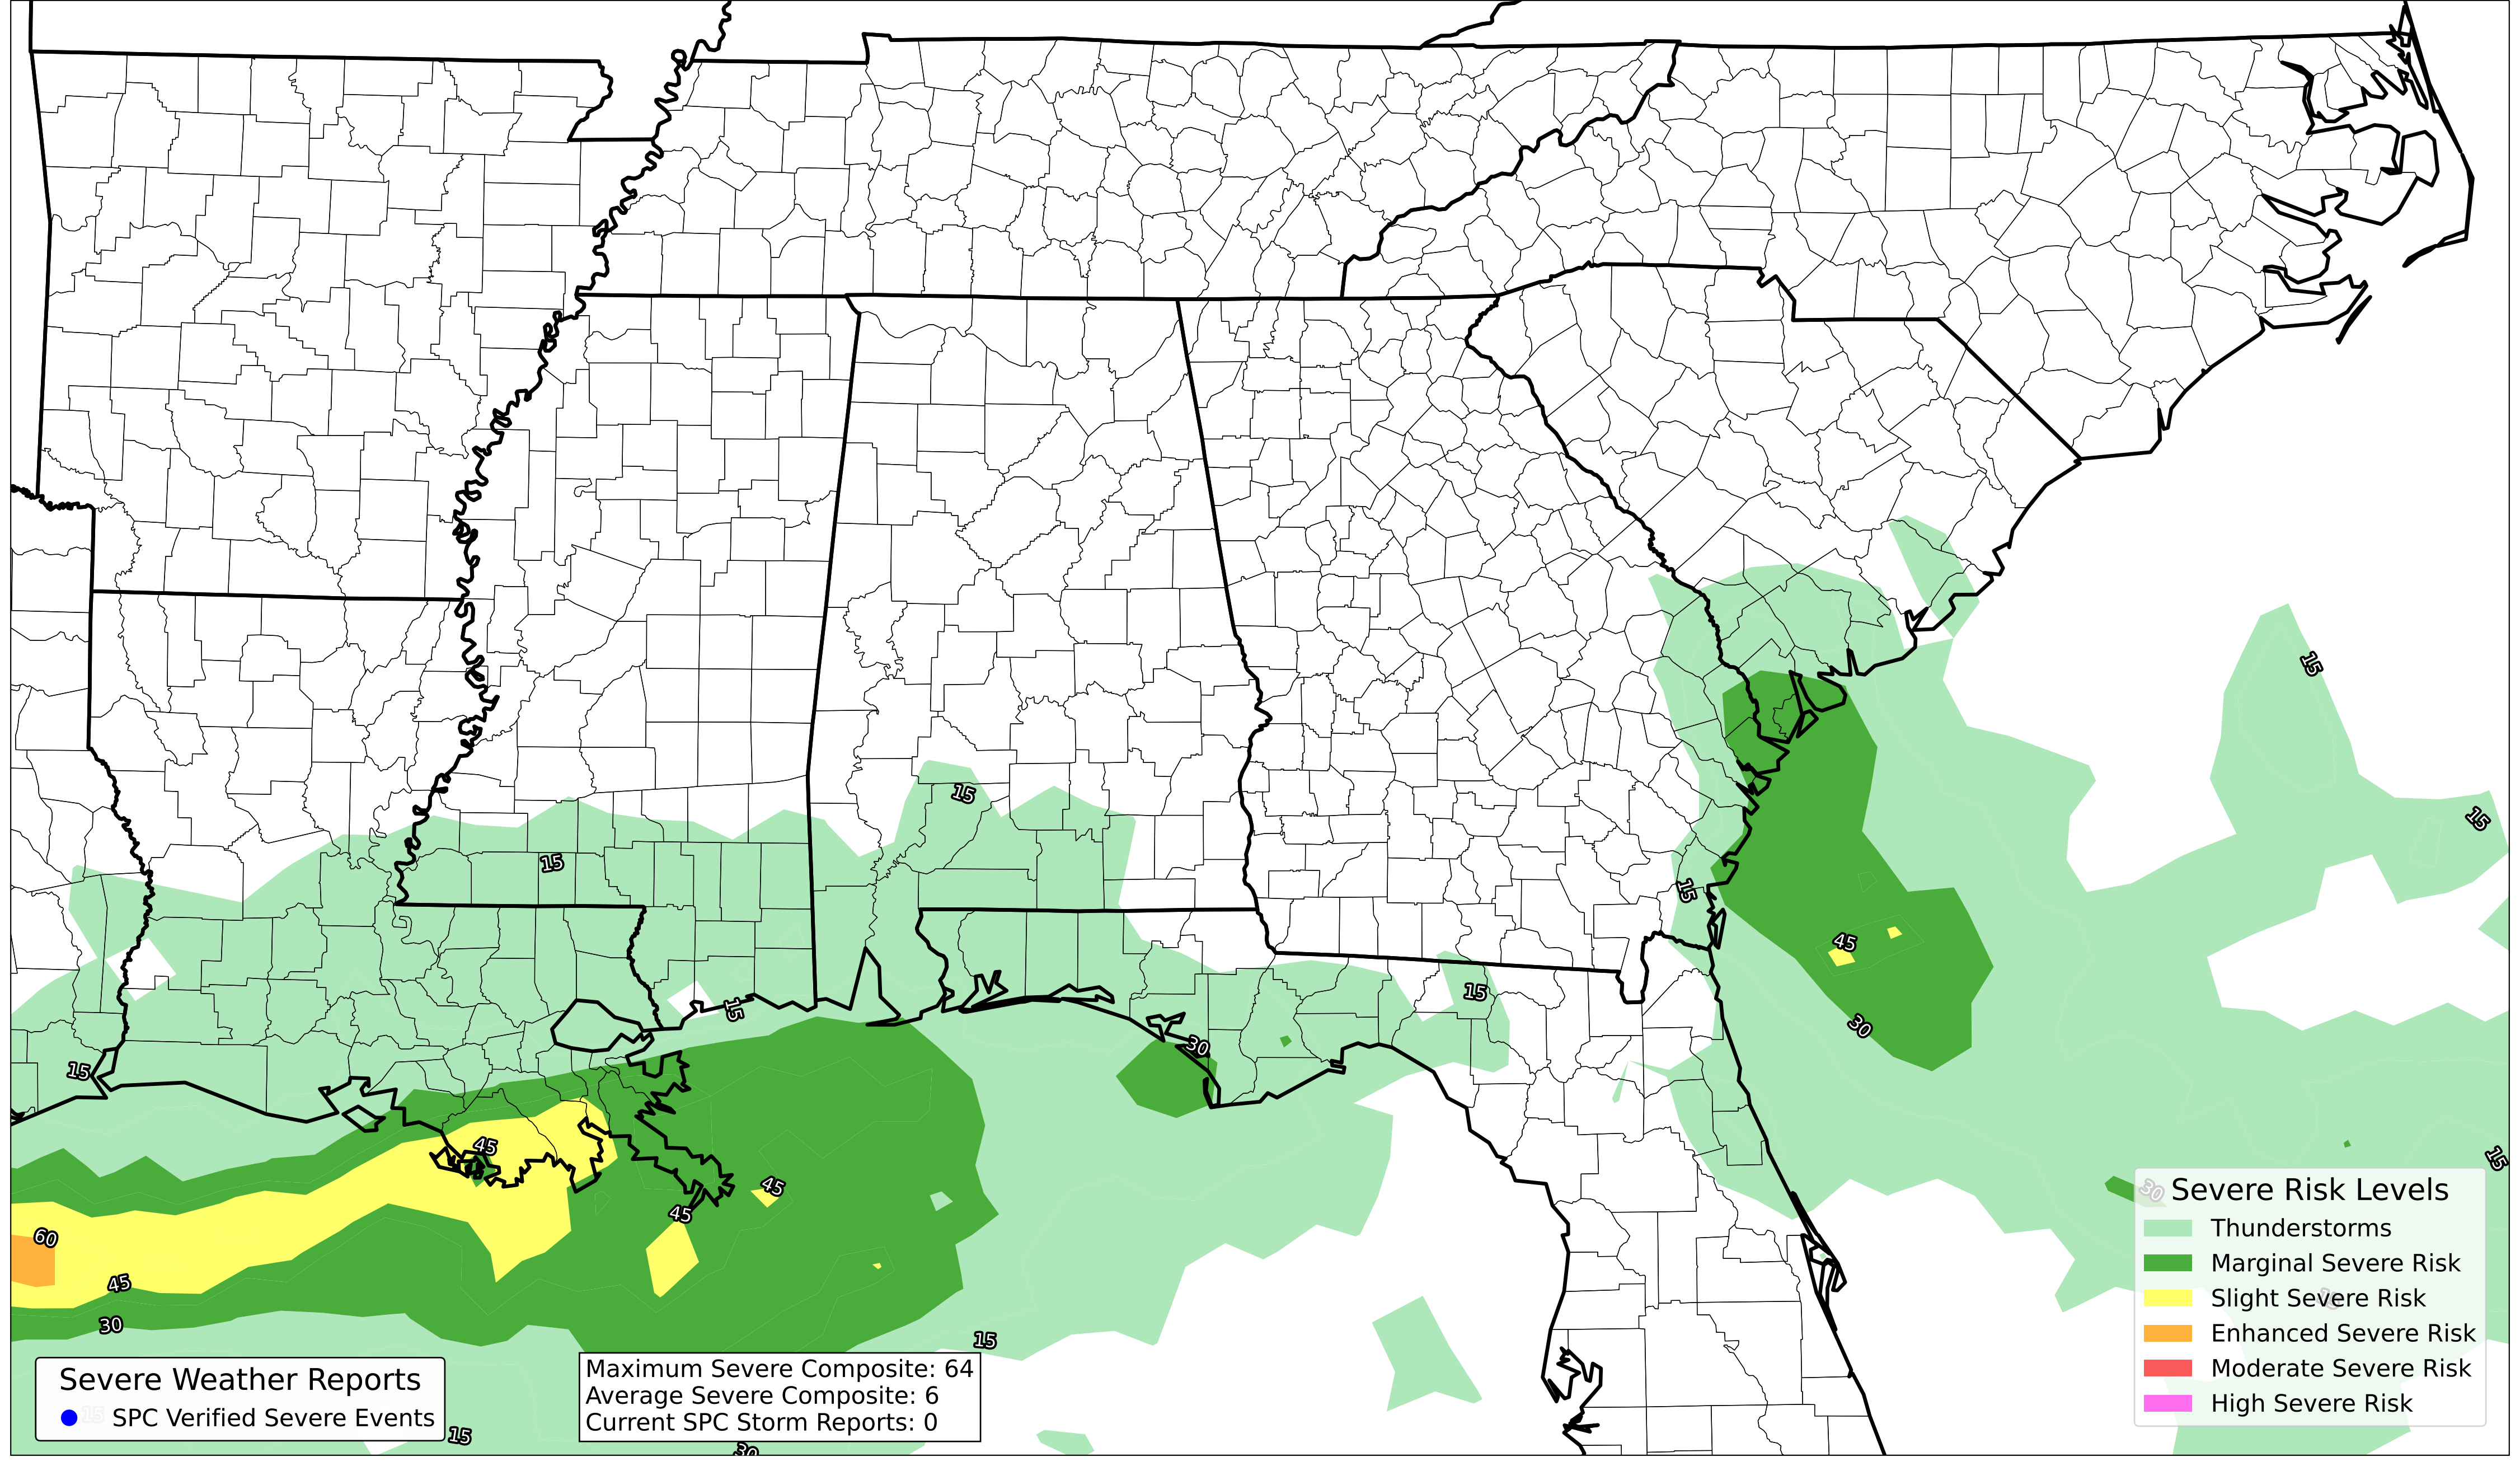 15
15
15
15
15
15
45
15
30
30
15
15
45
30
45
45
60
45
30
15
15
30
Severe Risk Levels
Thunderstorms
Marginal Severe Risk
Slight Severe Risk
Enhanced Severe Risk
Moderate Severe Risk
High Severe Risk
Severe Weather Reports
15
SPC Verified Severe Events
Maximum Severe Composite: 64
Average Severe Composite: 6
Current SPC Storm Reports: 0